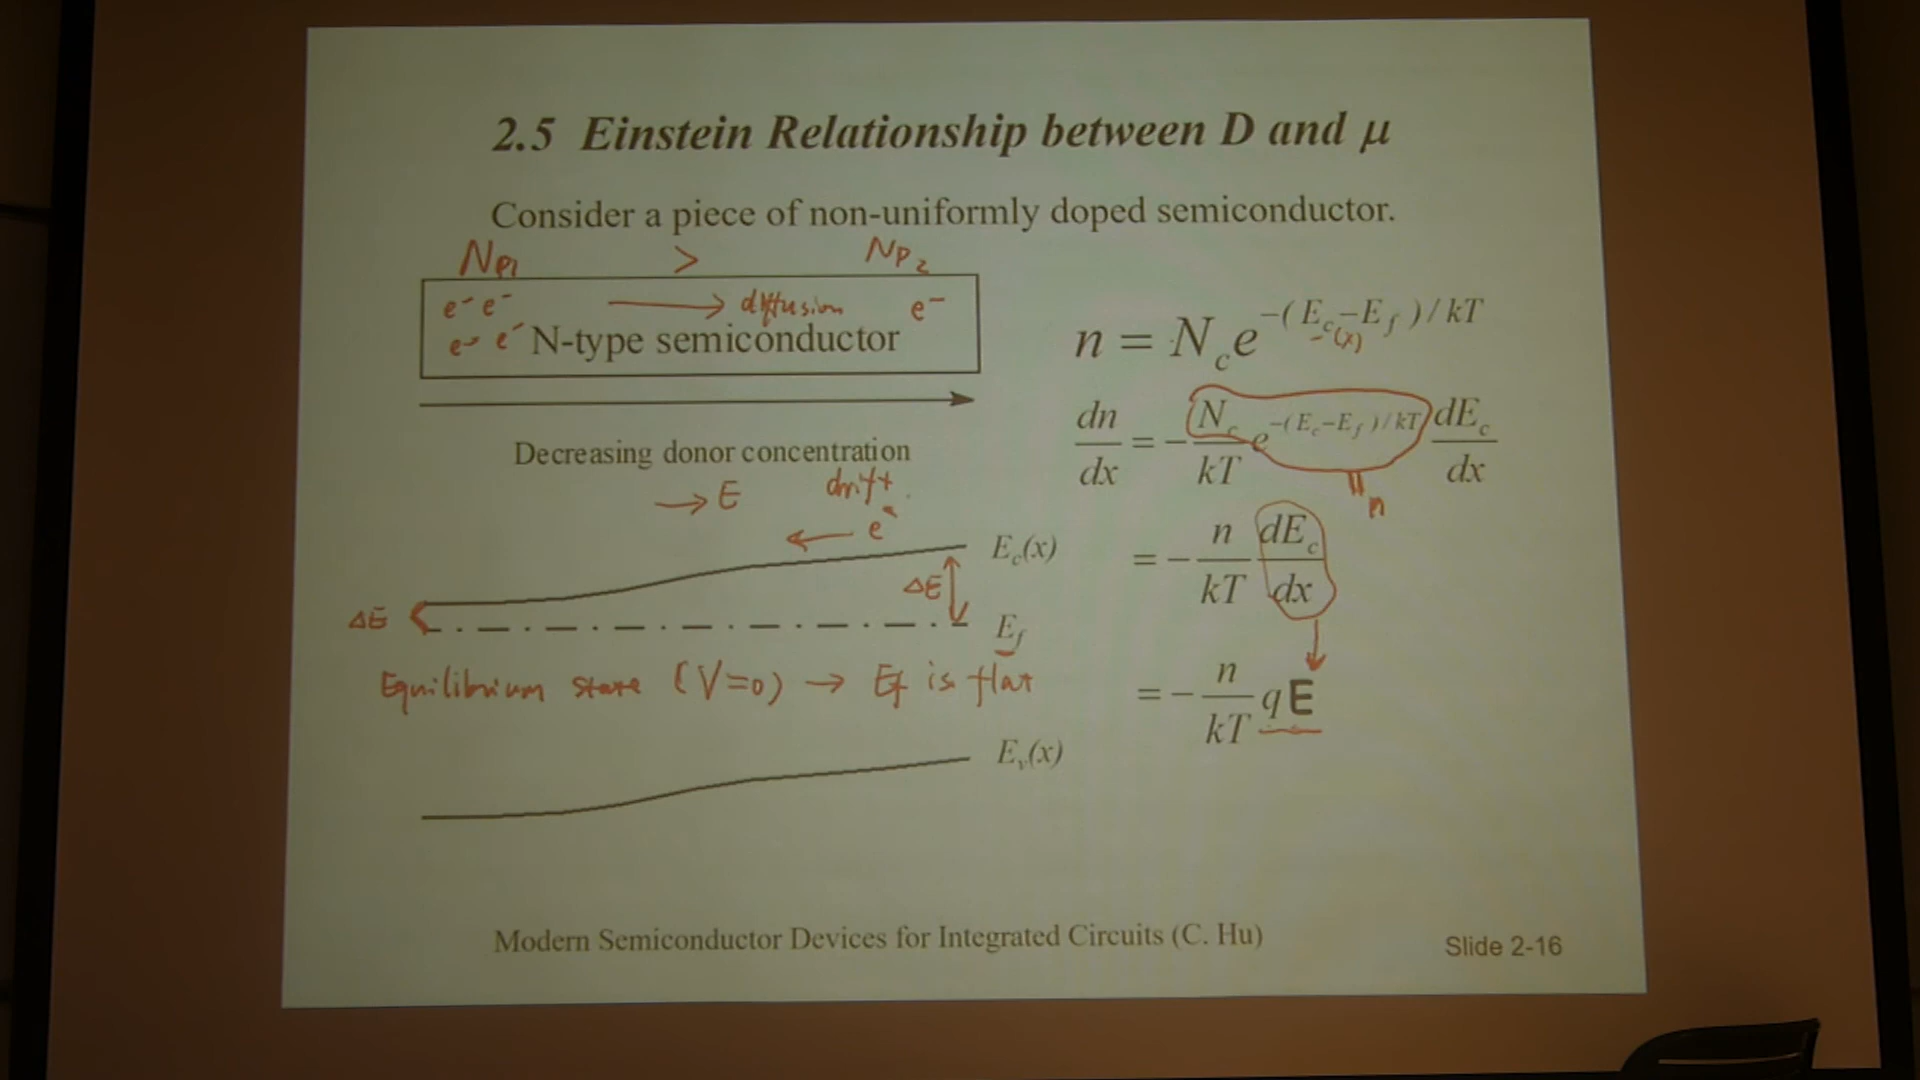 2.5 Einstein Relationship between D and μ
Consider a piece of non-uniformly doped semiconductor.
N_P1 > N_P2
e⁻ e⁻ → diffusion e⁻
e⁻ e⁻ N-type semiconductor
Decreasing donor concentration
→ E drift
← e⁻
E_c(x)
ΔE
ΔE
E_f
Equilibrium state (V=0) → Ef is flat
E_v(x)
n = N_c e^{-(E_c-E_f)/kT}
(x)
dn/dx = - N_c/kT e^{-(E_c-E_f)/kT} dE_c/dx
n
= - n/kT dE_c/dx
= - n/kT qE
Modern Semiconductor Devices for Integrated Circuits (C. Hu)
Slide 2-16